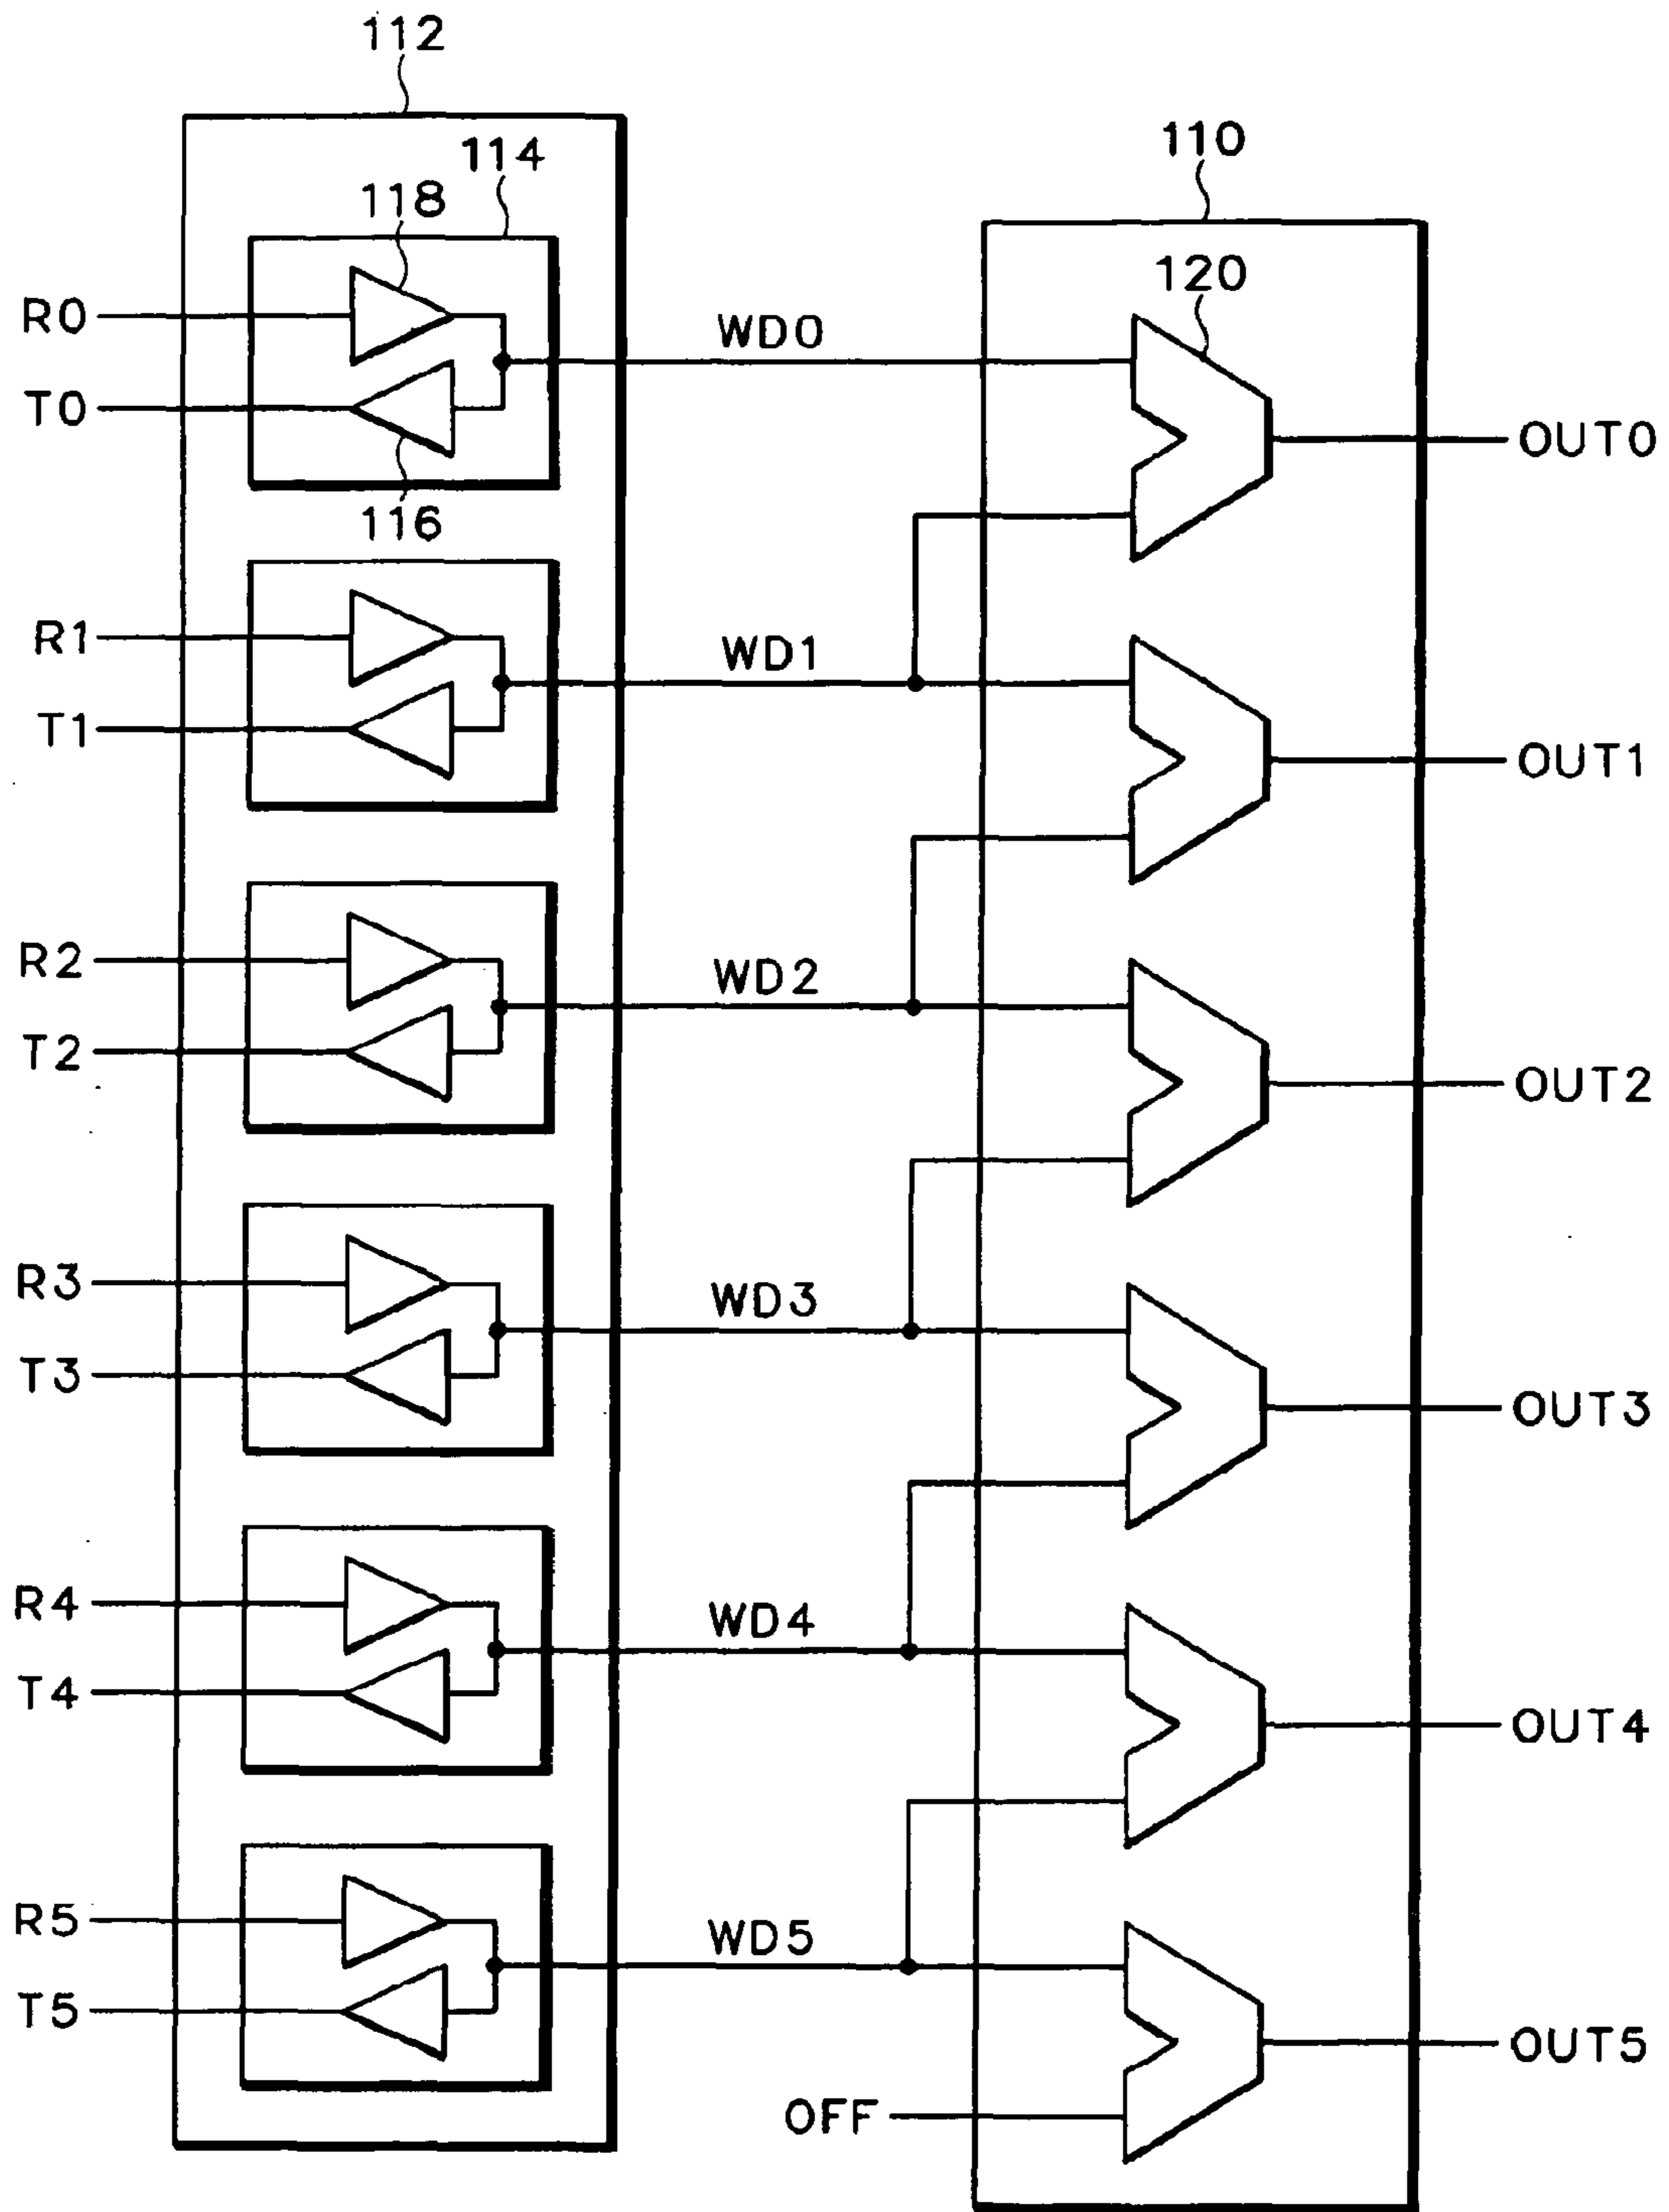 112
114
110
118
120
R0
WD0
T0
OUT0
116
R1
WD1
T1
OUT1
R2
WD2
T2
OUT2
R3
WD3
T3
OUT3
R4
WD4
T4
OUT4
R5
WD5
T5
OUT5
OFF